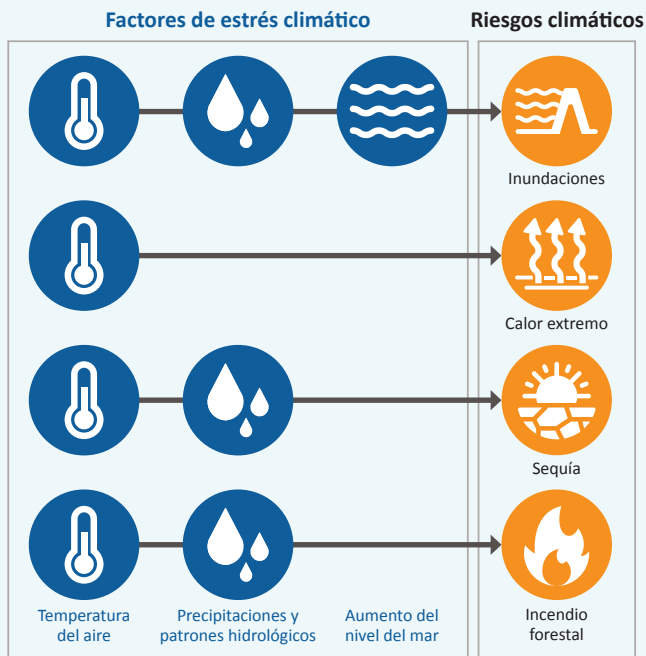 Factores de estrés climático
Riesgos climáticos
Inundaciones
Calor extremo
Sequía
Temperatura
del aire
Precipitaciones y
patrones hidrológicos
Aumento del
nivel del mar
Incendio
forestal